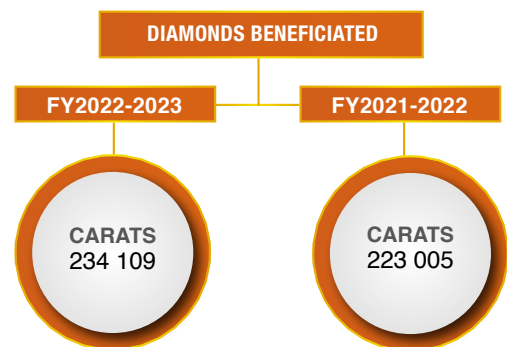 DIAMONDS BENEFICIATED
FY2022-2023
FY2021-2022
CARATS
234 109
CARATS
223 005